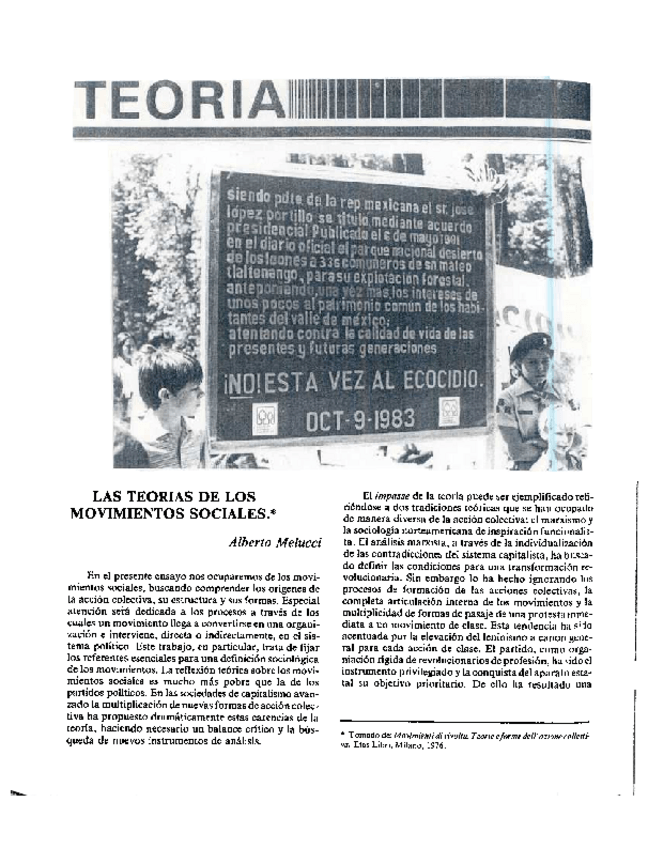 TEORIA
siendo pdte de la rep mexicana el sr. jose
lópez portillo se titulo mediante acuerdo
presidencial publicado el 6 de mayo 1981
en el diario oficial el parque nacional desierto
de los leones a 336 comuneros de sn mateo
tlaltenango, para su explotacion forestal,
anteponiendo una vez mas los intereses de
unos pocos al patrimonio común de los habi-
tantes del valle de méxico;
atentando contra la calidad de vida de las
presentes y futuras generaciones
¡NO! ESTA VEZ AL ECOCIDIO.
OCT-9-1983
LAS TEORIAS DE LOS
MOVIMIENTOS SOCIALES.*
Alberto Melucci
En el presente ensayo nos ocuparemos de los movi-
mientos sociales, buscando comprender los orígenes de
la acción colectiva, su estructura y sus formas. Especial
atención será dedicada a los procesos a través de los
cuales un movimiento llega a convertirse en una organi-
zación e interviene, directa o indirectamente, en el sis-
tema político. Este trabajo, en particular, trata de fijar
los referentes esenciales para una definición sociológica
de los movimientos. La reflexión teórica sobre los movi-
mientos sociales es mucho más pobre que la de los
partidos políticos. En las sociedades de capitalismo avan-
zado la multiplicación de nuevas formas de acción colec-
tiva ha propuesto dramáticamente estas carencias de la
teoría, haciendo necesario un balance crítico y la bús-
queda de nuevos instrumentos de análisis.
El impasse de la teoría puede ser ejemplificado refi-
riéndose a dos tradiciones teóricas que se han ocupado
de manera diversa de la acción colectiva: el marxismo y
la sociología norteamericana de inspiración funcionalis-
ta. El análisis marxista, a través de la individualización
de las contradicciones del sistema capitalista, ha busca-
do definir las condiciones para una transformación re-
volucionaria. Sin embargo lo ha hecho ignorando los
procesos de formación de las acciones colectivas, la
completa articulación interna de los movimientos y la
multiplicidad de formas de pasaje de una protesta inme-
diata a un movimiento de clase. Esta tendencia ha sido
acentuada por la elevación del leninismo a canon gene-
ral para cada acción de clase. El partido, como orga-
nización rígida de revolucionarios de profesión, ha sido el
instrumento privilegiado y la conquista del aparato esta-
tal su objetivo prioritario. De ello ha resultado una
* Tomado de: Movimenti di rivolta. Teorie e forme dell'azione colletti-
va. Etas Libri, Milano, 1976.